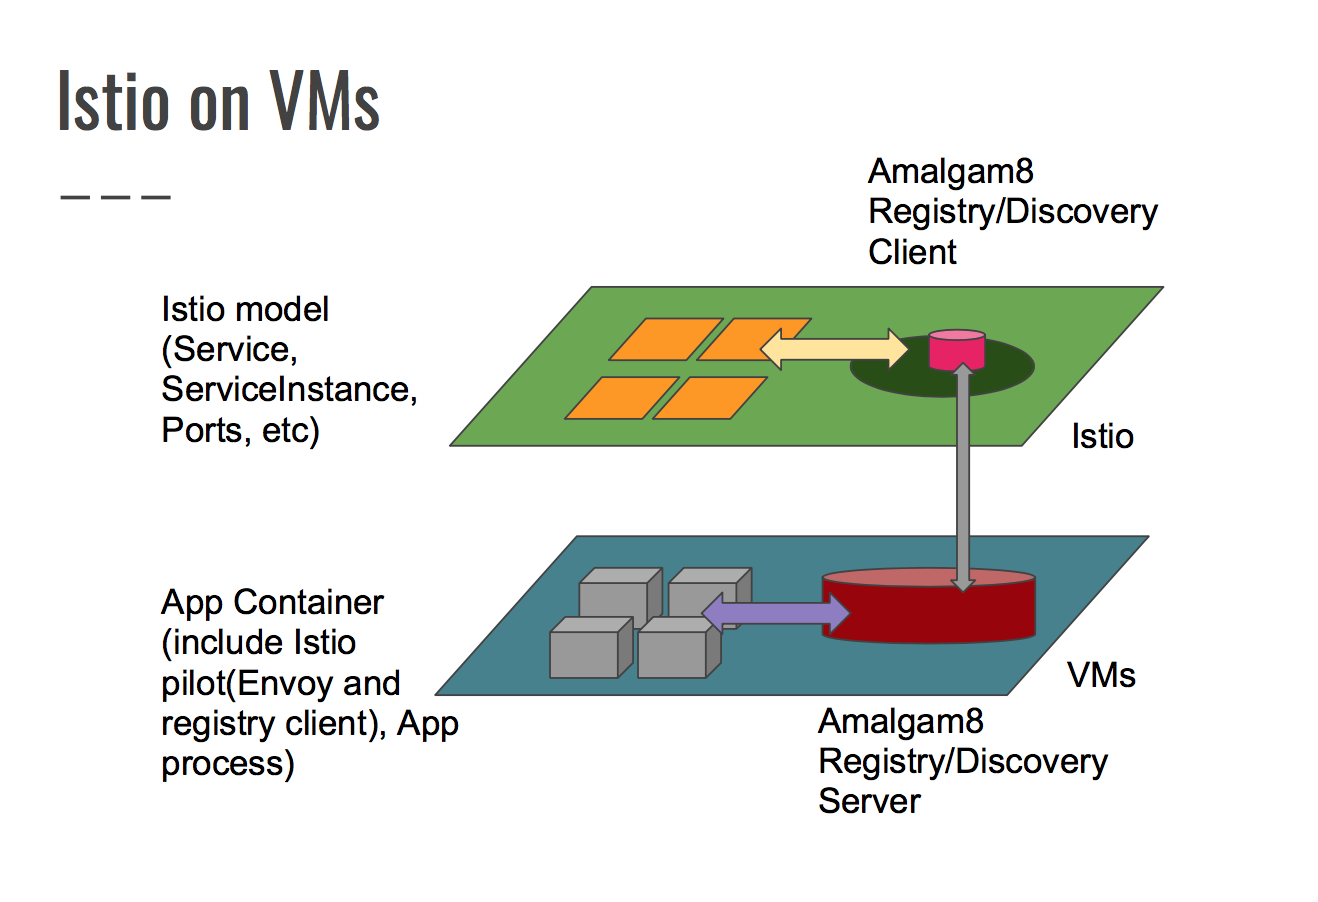 Istio on VMs
Amalgam8
Registry/Discovery
Client
Istio model
(Service,
ServiceInstance,
Ports, etc)
Istio
App Container
(include Istio
pilot(Envoy and
registry client), App
process)
VMs
Amalgam8
Registry/Discovery
Server